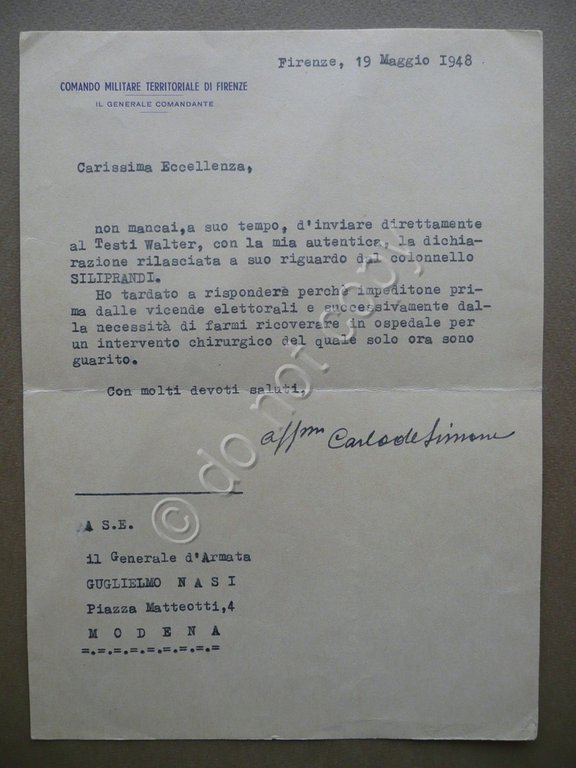 Firenze, 19 Maggio 1948
COMANDO MILITARE TERRITORIALE DI FIRENZE
IL GENERALE COMANDANTE
Carissima Eccellenza,
non mancai,a suo tempo, d'inviare direttamente
al Testi Walter, con la mia autentica, la dichia-
razione rilasciata a suo riguardo dal colonnello
SILIPRANDI.
Ho tardato a rispondere perchè impeditone pri-
ma dalle vicende elettorali e successivamente dal-
la necessità di farmi ricoverare in ospedale per
un intervento chirurgico del quale solo ora sono
guarito.
Con molti devoti saluti.
affmo Carlo de Simone
A S.E.
il Generale d'Armata
GUGLIELMO N A S I
Piazza Matteotti,4
M O D E N A
=.=.=.=.=.=.=.=.=
© do not copy